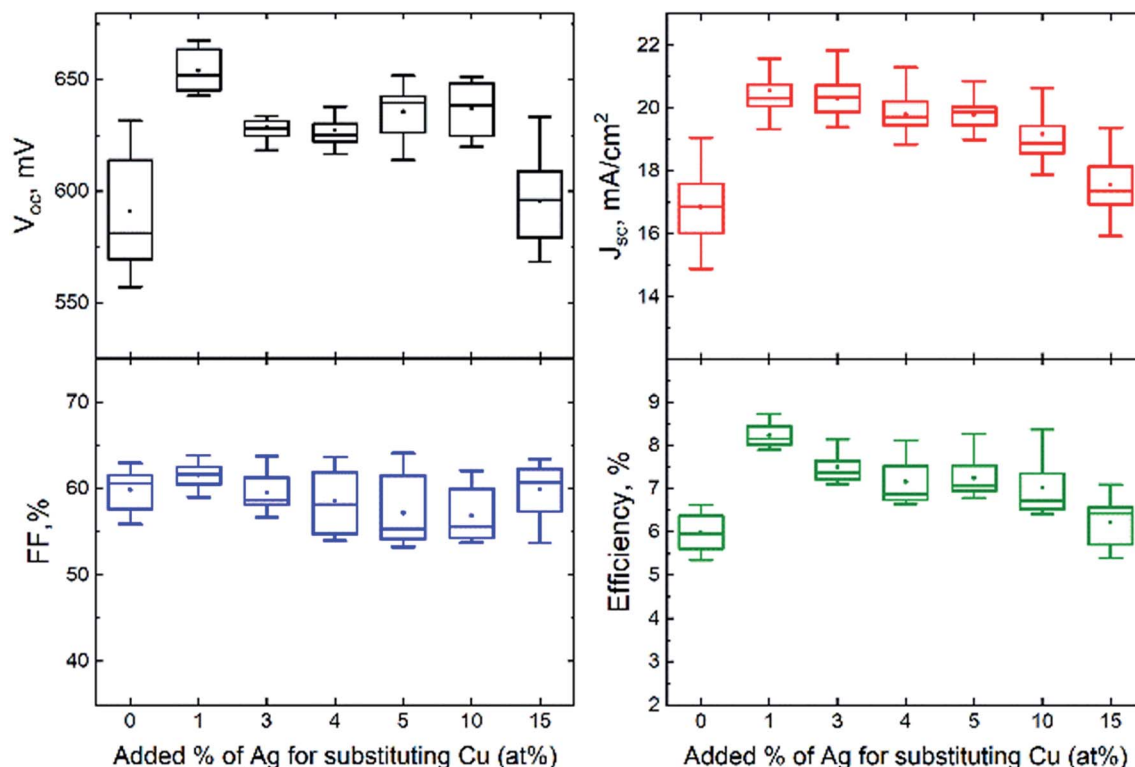 650
600
550
V_oc, mV
22
20
18
16
14
J_sc, mA/cm²
70
60
50
40
FF,%
9
8
7
6
5
4
3
2
Efficiency, %
0 1 3 4 5 10 15
Added % of Ag for substituting Cu (at%)
0 1 3 4 5 10 15
Added % of Ag for substituting Cu (at%)